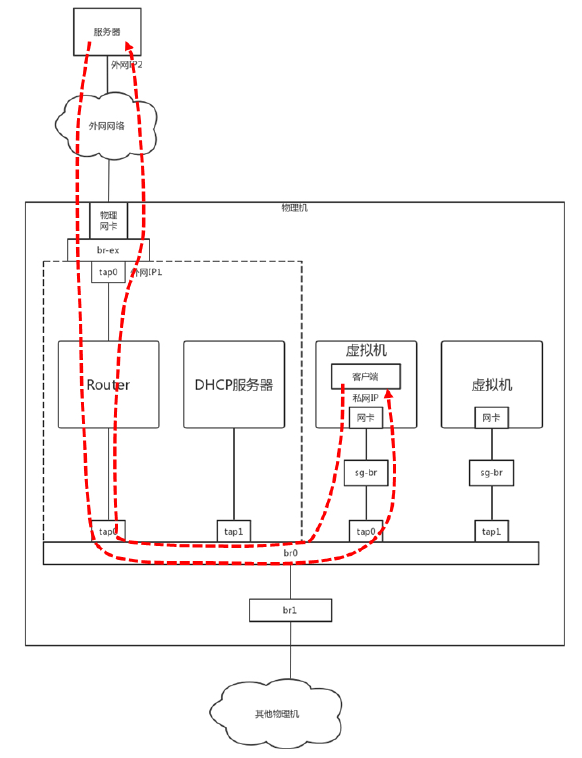 服务器
外网IP2
外网网络
物理机
物理
网卡
br-ex
tap0
外网IP1
Router
DHCP服务器
虚拟机
客户端
私网IP
网卡
虚拟机
网卡
sg-br
sg-br
tap0
tap1
tap0
tap1
br0
br1
其他物理机